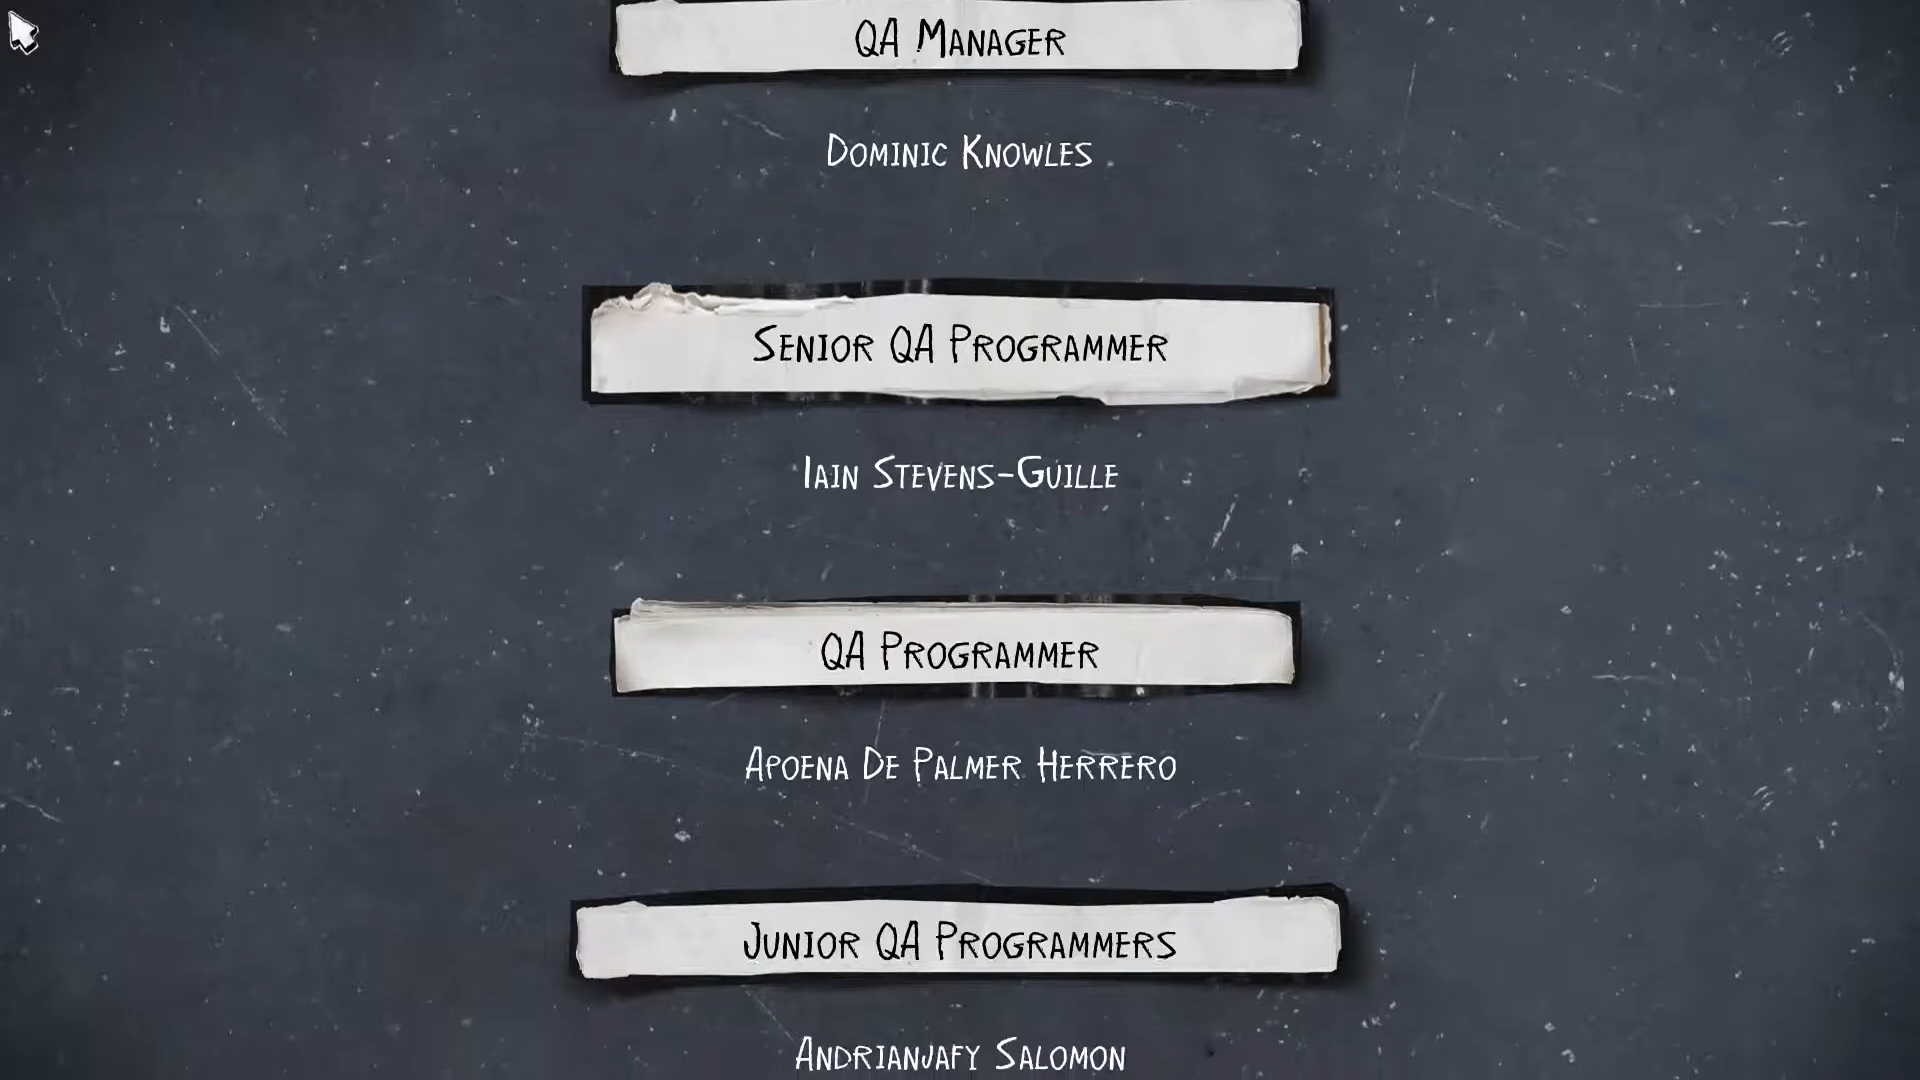 QA Manager
Dominic Knowles
Senior QA Programmer
Iain Stevens-Guille
QA Programmer
Apoena De Palmer Herrero
Junior QA Programmers
Andrianjafy Salomon